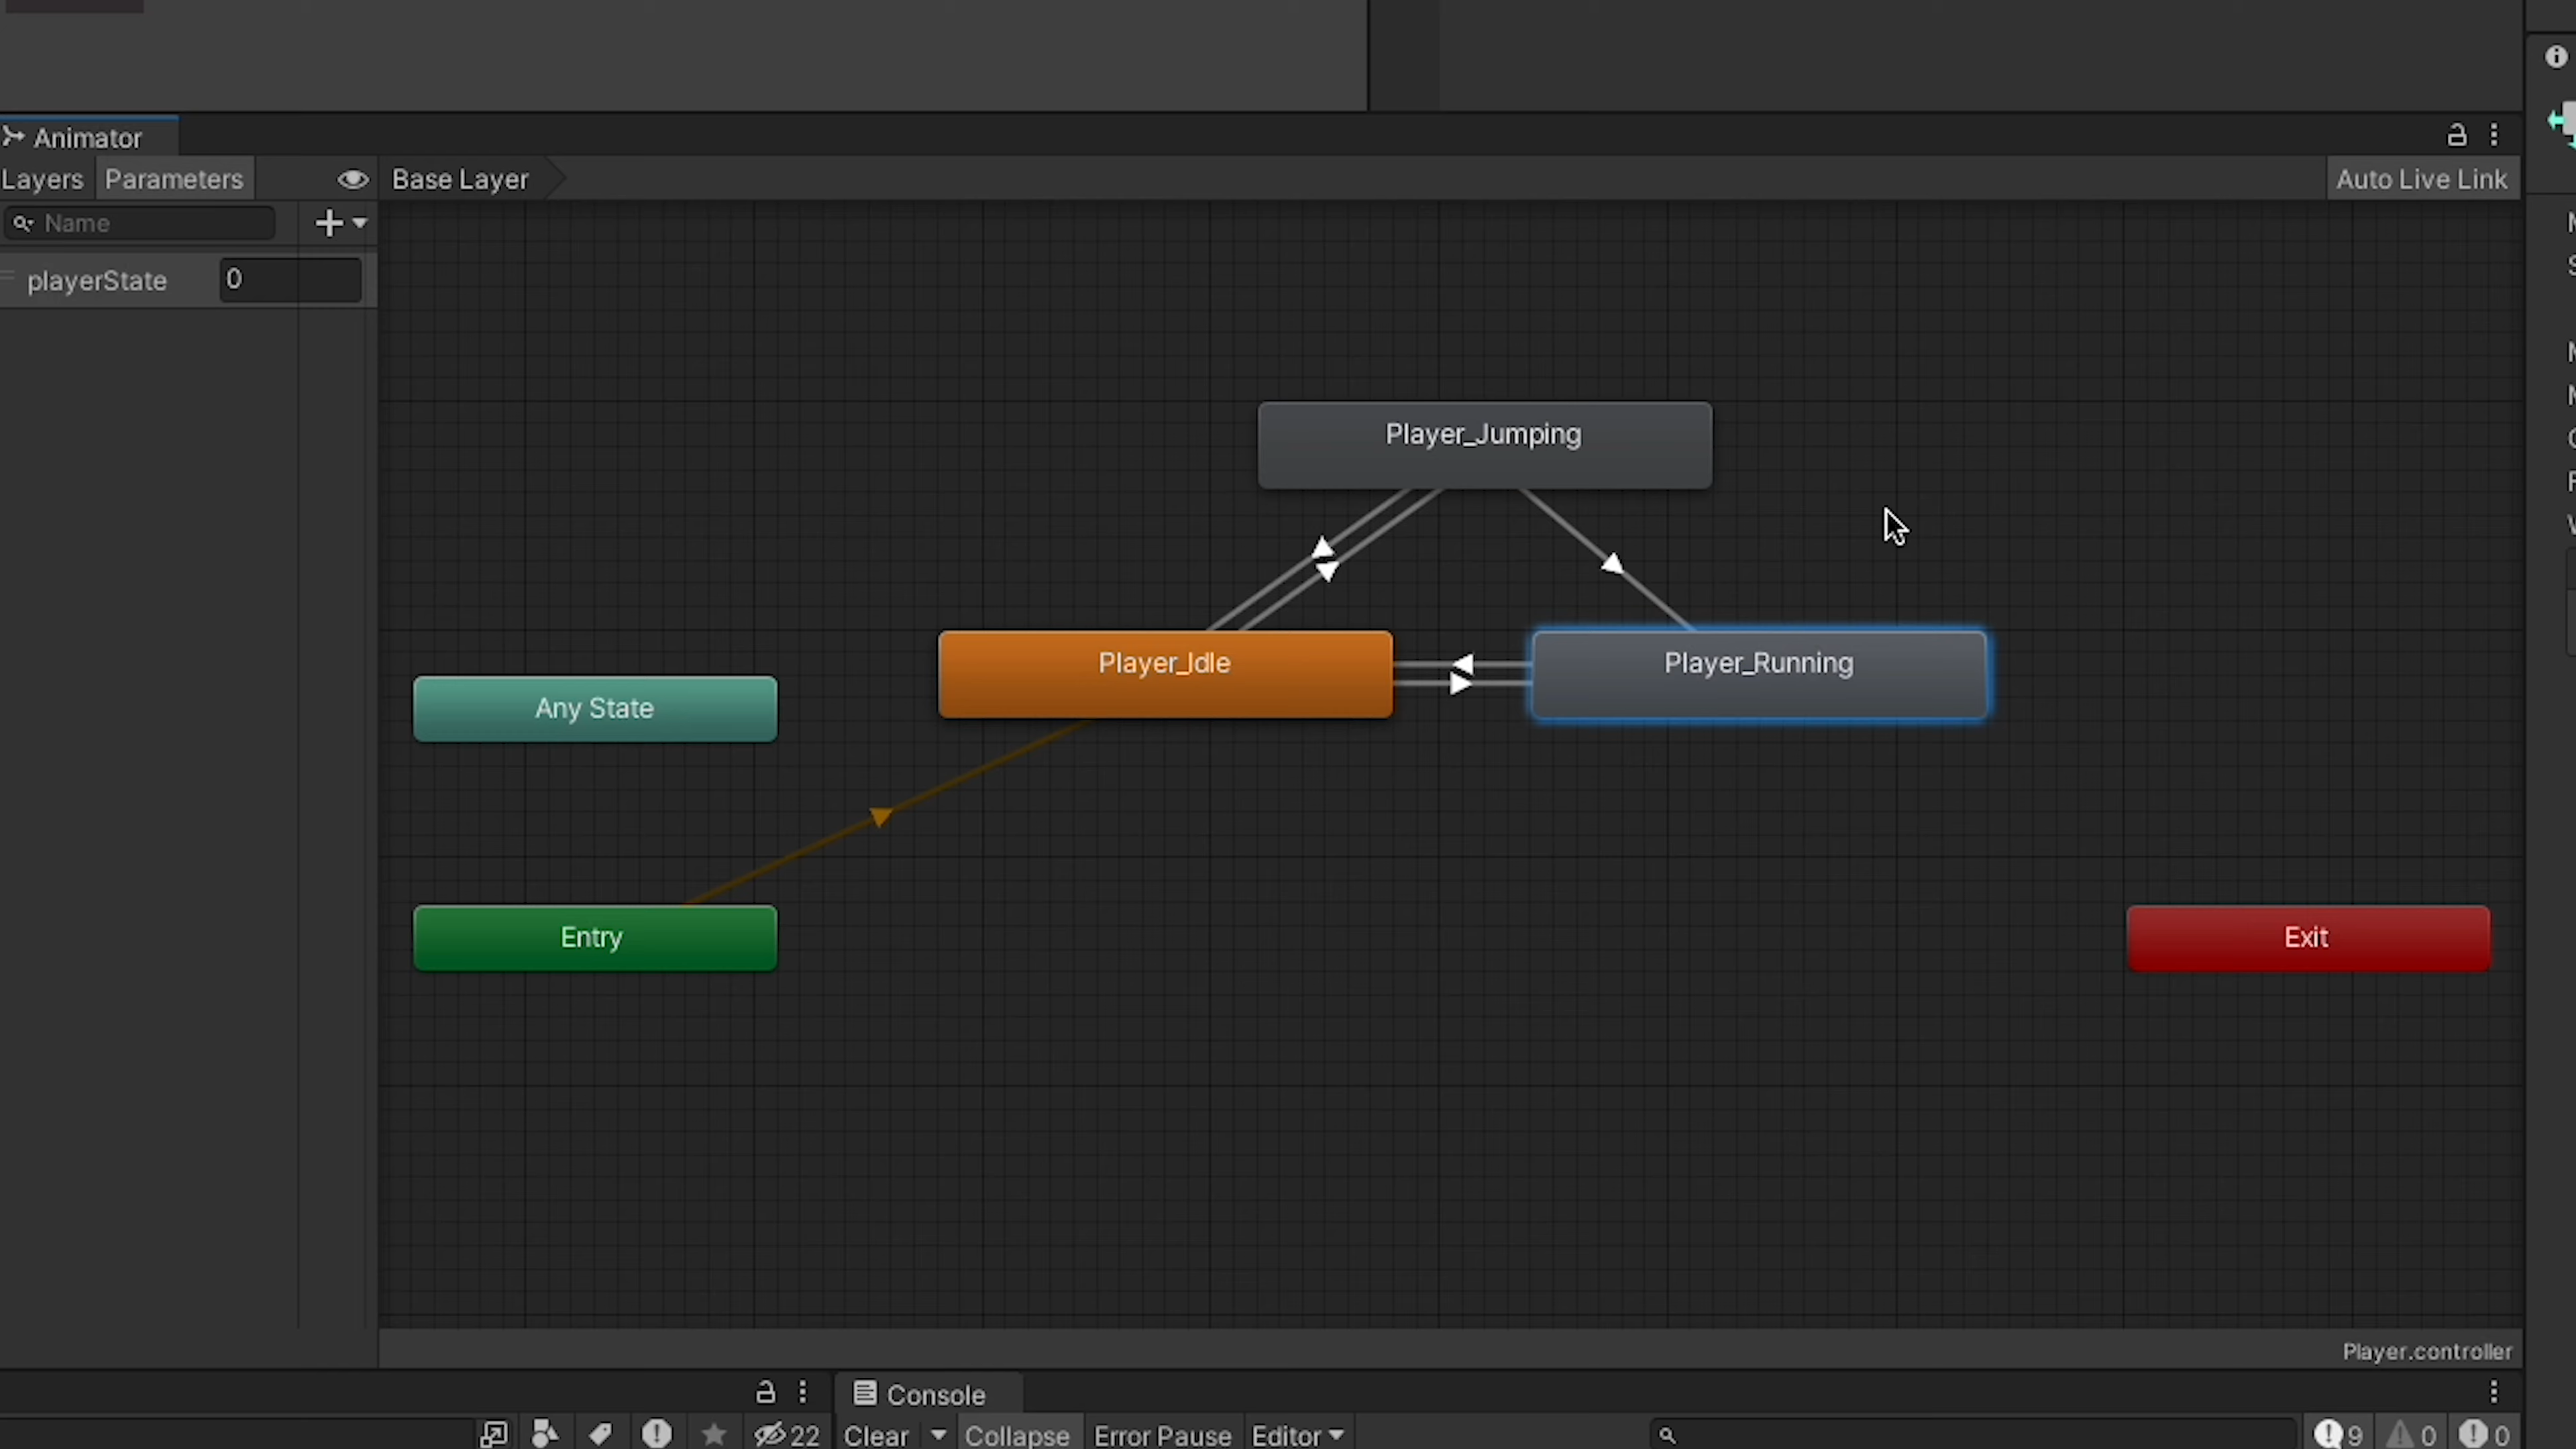 Animator
Layers Parameters Base Layer Auto Live Link
Name
playerState 0
Player_Jumping
Player_Idle Player_Running
Any State
Entry Exit
Player.controller
Console
22 Clear Collapse Error Pause Editor 9 0 0